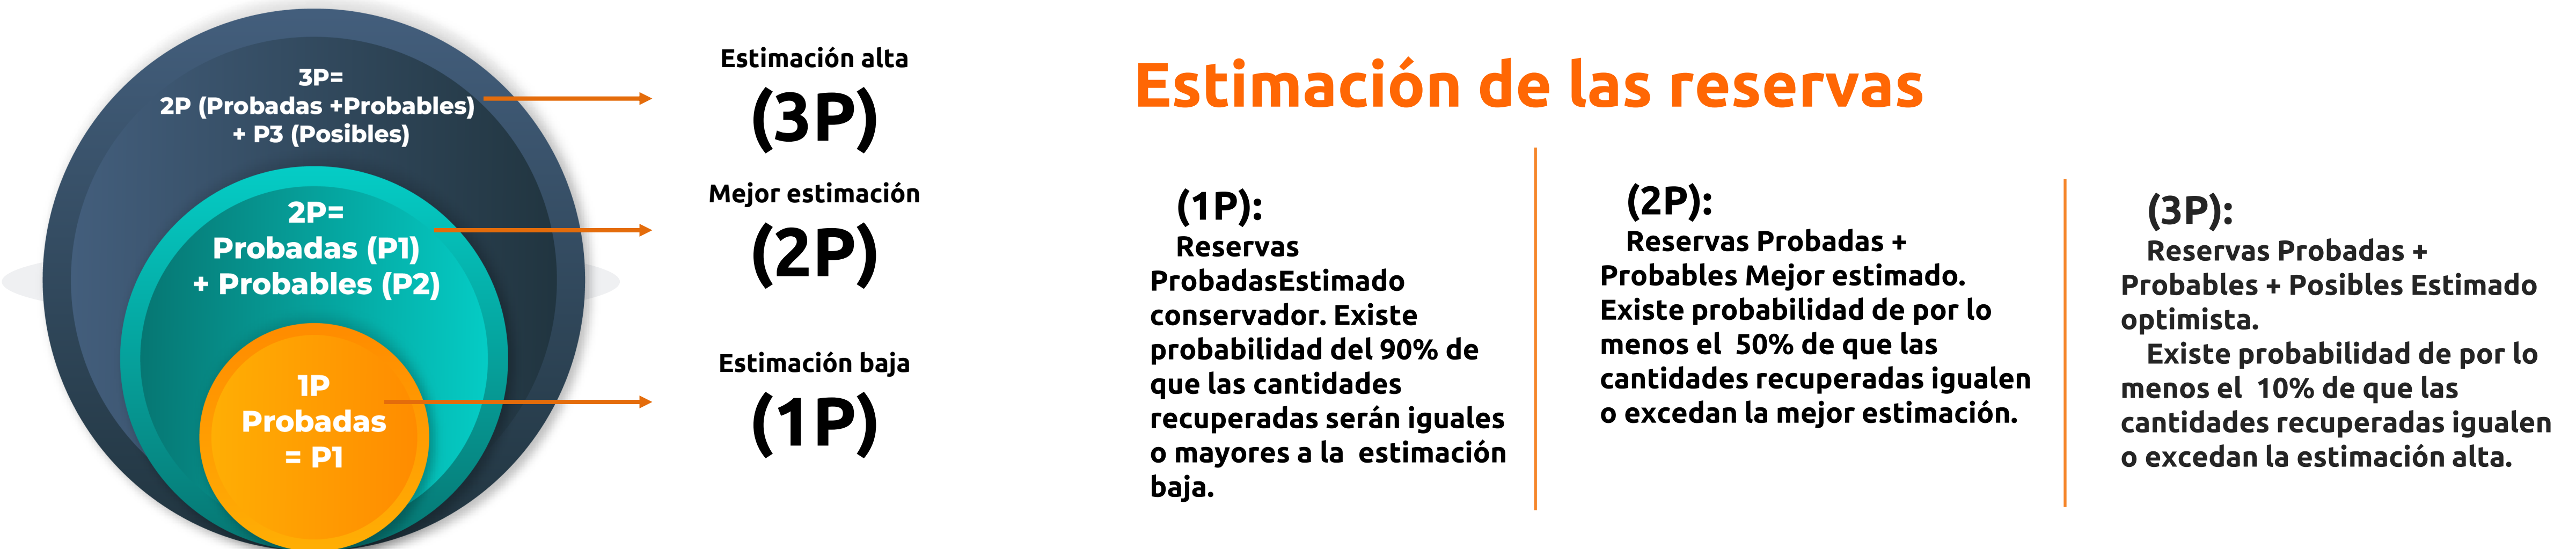 3P=
2P (Probadas +Probables)
+ P3 (Posibles)
2P=
Probadas (P1)
+ Probables (P2)
1P
Probadas
= P1
Estimación alta
(3P)
Mejor estimación
(2P)
Estimación baja
(1P)
Estimación de las reservas
(1P):
Reservas
ProbadasEstimado
conservador. Existe
probabilidad del 90% de
que las cantidades
recuperadas serán iguales
o mayores a la  estimación
baja.
(2P):
Reservas Probadas +
Probables Mejor estimado.
Existe probabilidad de por lo
menos el  50% de que las
cantidades recuperadas igualen
o excedan la mejor estimación.
(3P):
Reservas Probadas +
Probables + Posibles Estimado
optimista.
Existe probabilidad de por lo
menos el  10% de que las
cantidades recuperadas igualen
o excedan la estimación alta.